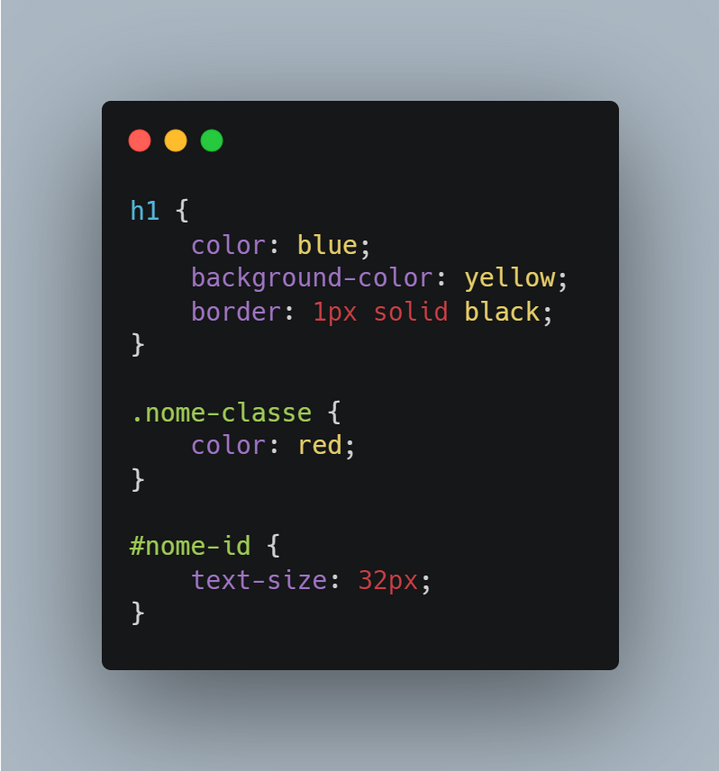 h1 {
    color: blue;
    background-color: yellow;
    border: 1px solid black;
}

.nome-classe {
    color: red;
}

#nome-id {
    text-size: 32px;
}